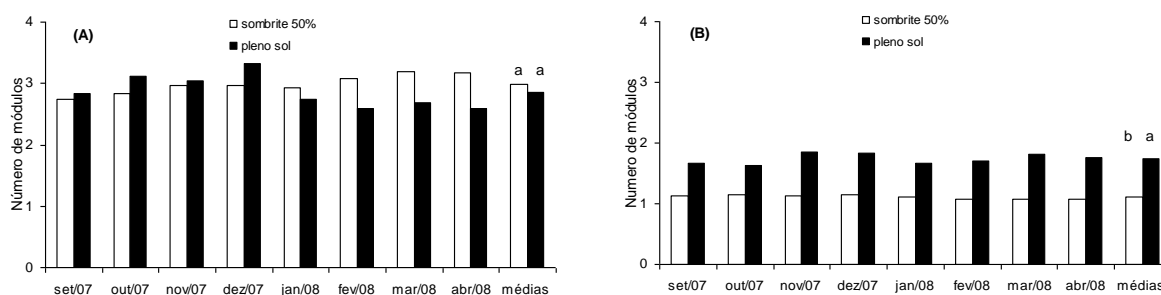 (A)
sombrite 50%
pleno sol
a a
Número de módulos
4
3
2
1
0
set/07 out/07 nov/07 dez/07 jan/08 fev/08 mar/08 abr/08 médias
(B)
sombrite 50%
pleno sol
b a
Numero de módulos
4
3
2
1
0
set/07 out/07 nov/07 dez/07 jan/08 fev/08 mar/08 abr/08 médias